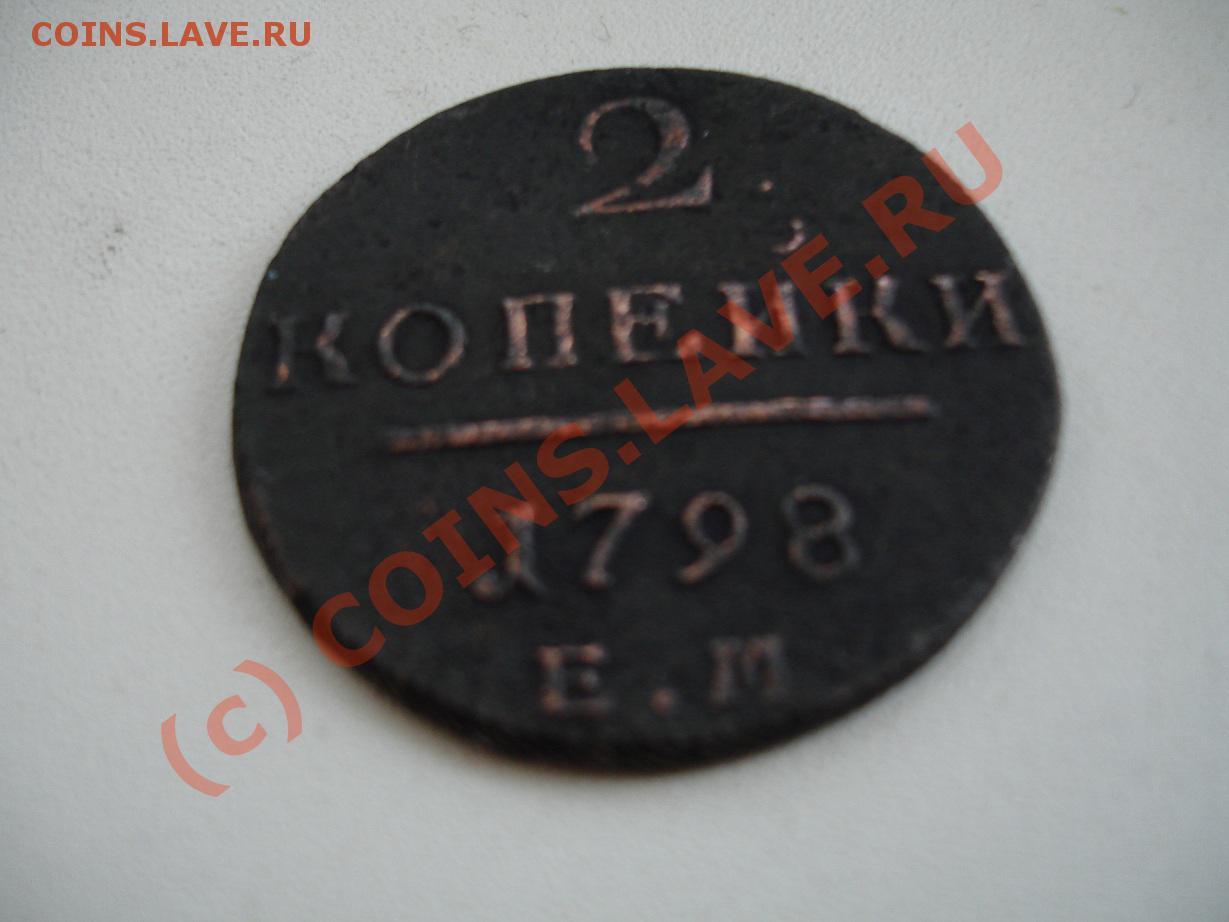 COINS.LAVE.RU
2
КОПЕЙКИ
1798
Е.М
(c) COINS.LAVE.RU